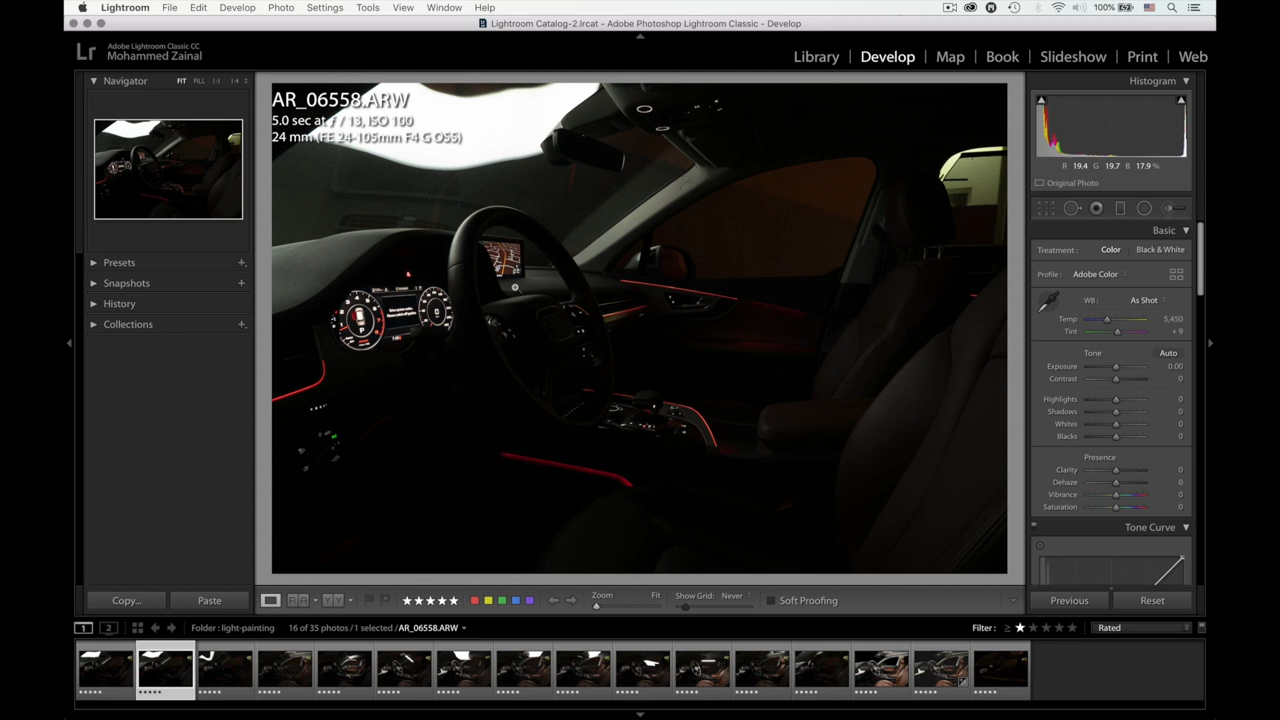 Lightroom File Edit Develop Photo Settings Tools View Window Help 100%
Lightroom Catalog-2.lrcat - Adobe Photoshop Lightroom Classic - Develop
Lr Adobe Lightroom Classic CC
Mohammed Zainal
Library | Develop | Map | Book | Slideshow | Print | Web
Navigator FIT FILL 1:1 1:4
Histogram
AR_06558.ARW
5.0 sec at ƒ / 13, ISO 100
24 mm (FE 24-105mm F4 G OSS)
R 19.4 G 19.7 B 17.9 %
Original Photo
Basic
Treatment : Color Black & White
Profile : Adobe Color
WB : As Shot
Temp 5,450
Tint + 9
Tone Auto
Exposure 0.00
Contrast 0
Highlights 0
Shadows 0
Whites 0
Blacks 0
Presence
Clarity 0
Dehaze 0
Vibrance 0
Saturation 0
Tone Curve
Presets
Snapshots
History
Collections
Copy... Paste
Zoom Fit Show Grid: Never Soft Proofing
Previous Reset
1 2 Folder : light-painting 16 of 35 photos / 1 selected / AR_06558.ARW
Filter : Rated